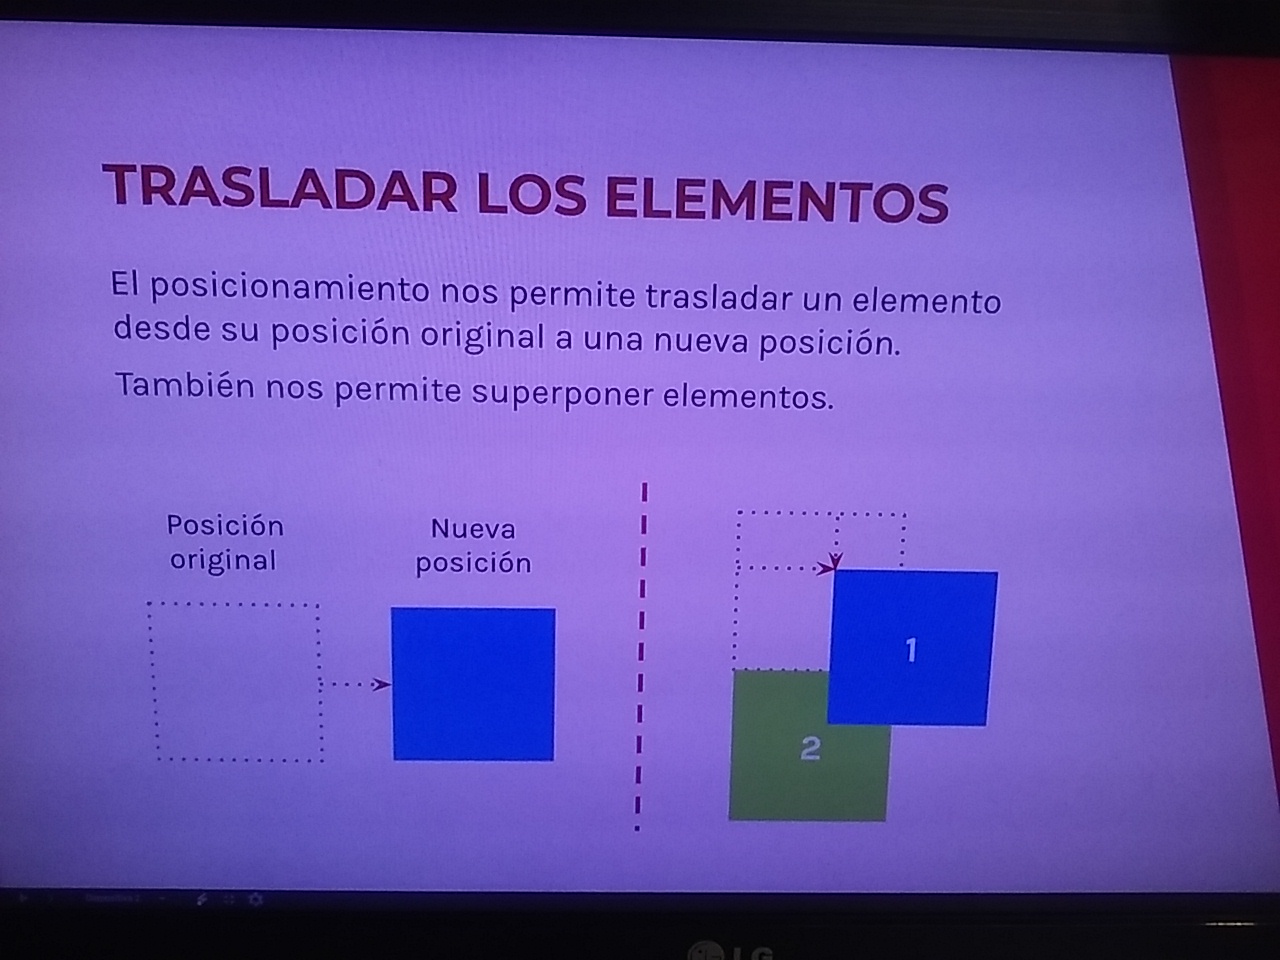 TRASLADAR LOS ELEMENTOS
El posicionamiento nos permite trasladar un elemento
desde su posición original a una nueva posición.
También nos permite superponer elementos.
Posición
original
Nueva
posición
1
2
LG